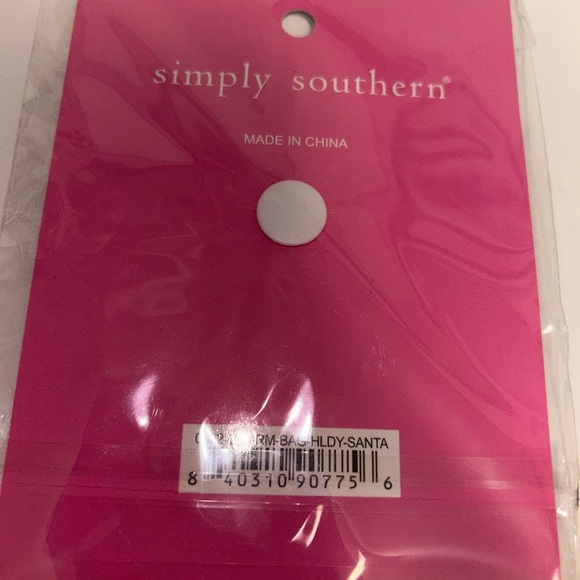 simply southern®
MADE IN CHINA
RM-BAG-HLDY-SANTA
8 40310 90775 6